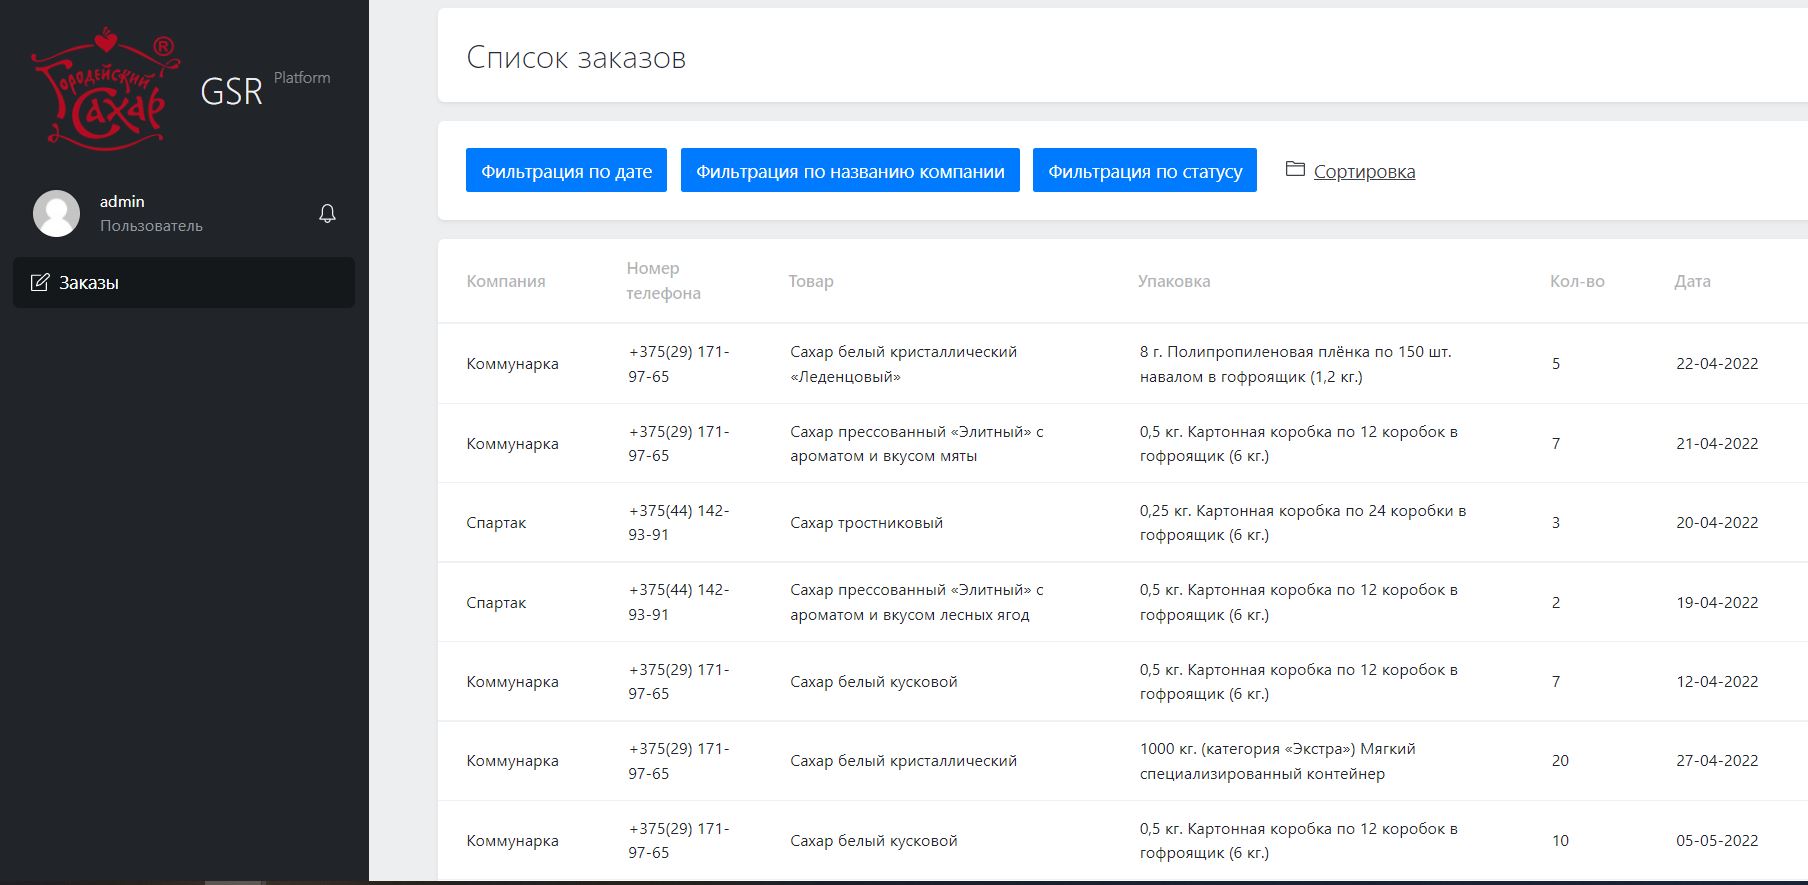 Городейский
Сахар ®
GSR Platform
admin
Пользователь
Заказы
Список заказов
Фильтрация по дате Фильтрация по названию компании Фильтрация по статусу Сортировка
Компания Номер телефона Товар Упаковка Кол-во Дата
Коммунарка +375(29) 171- Сахар белый кристаллический 8 г. Полипропиленовая плёнка по 150 шт. 5 22-04-2022
97-65 «Леденцовый» навалом в гофроящик (1,2 кг.)
Коммунарка +375(29) 171- Сахар прессованный «Элитный» с 0,5 кг. Картонная коробка по 12 коробок в 7 21-04-2022
97-65 ароматом и вкусом мяты гофроящик (6 кг.)
Спартак +375(44) 142- Сахар тростниковый 0,25 кг. Картонная коробка по 24 коробки в 3 20-04-2022
93-91 гофроящик (6 кг.)
Спартак +375(44) 142- Сахар прессованный «Элитный» с 0,5 кг. Картонная коробка по 12 коробок в 2 19-04-2022
93-91 ароматом и вкусом лесных ягод гофроящик (6 кг.)
Коммунарка +375(29) 171- Сахар белый кусковой 0,5 кг. Картонная коробка по 12 коробок в 7 12-04-2022
97-65 гофроящик (6 кг.)
Коммунарка +375(29) 171- Сахар белый кристаллический 1000 кг. (категория «Экстра») Мягкий 20 27-04-2022
97-65 специализированный контейнер
Коммунарка +375(29) 171- Сахар белый кусковой 0,5 кг. Картонная коробка по 12 коробок в 10 05-05-2022
97-65 гофроящик (6 кг.)